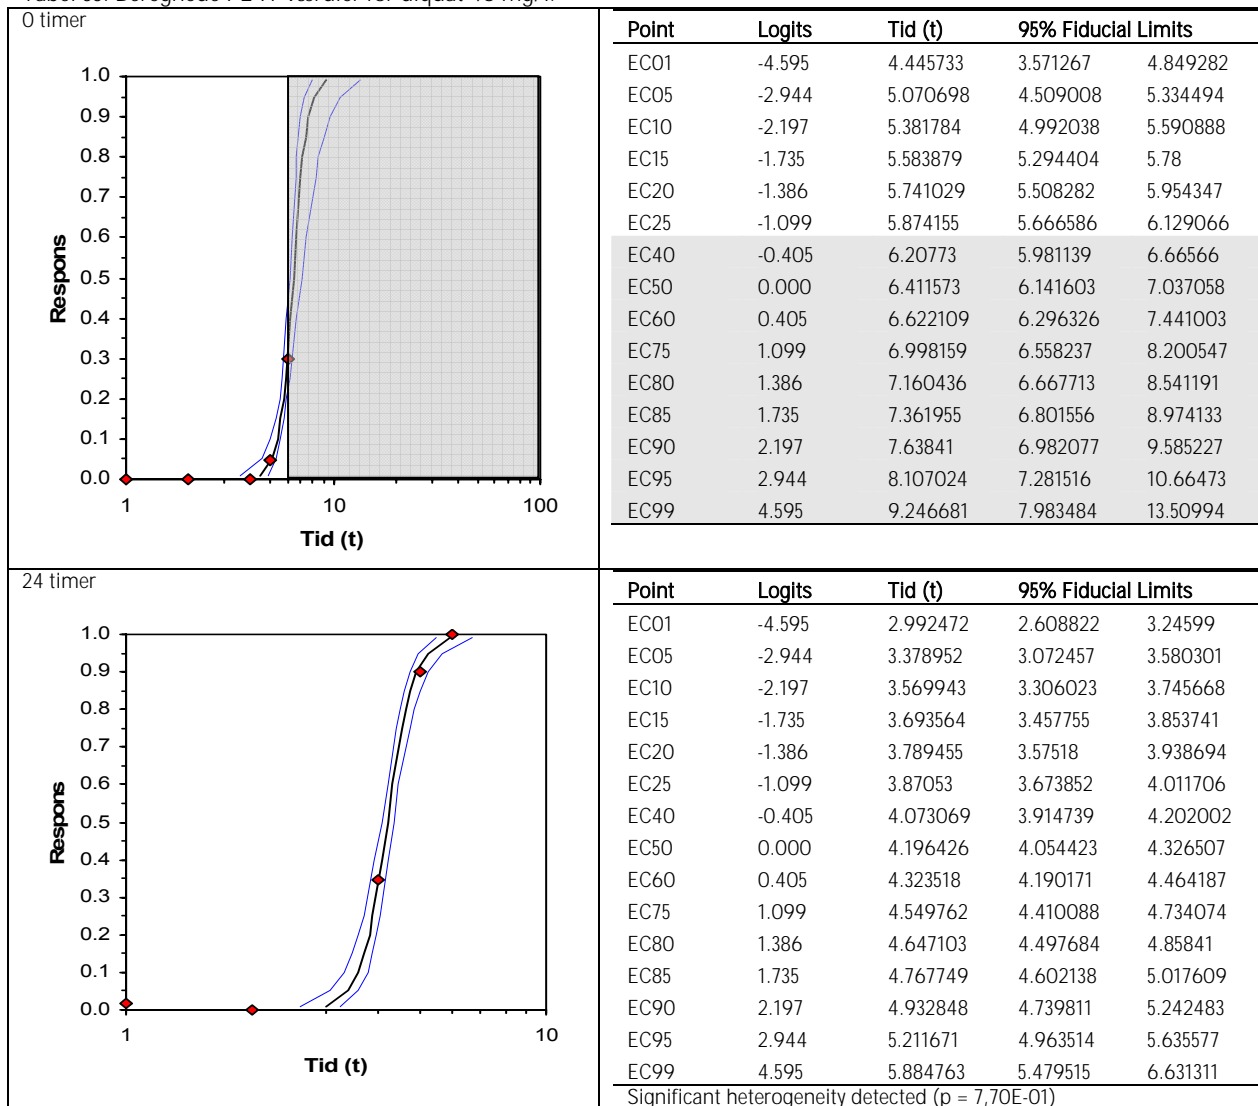 0 timer
1.0
0.9
0.8
0.7
0.6
0.5
0.4
0.3
0.2
0.1
0.0
Respons
1 10 100
Tid (t)
Point Logits Tid (t) 95% Fiducial Limits
EC01 -4.595 4.445733 3.571267 4.849282
EC05 -2.944 5.070698 4.509008 5.334494
EC10 -2.197 5.381784 4.992038 5.590888
EC15 -1.735 5.583879 5.294404 5.78
EC20 -1.386 5.741029 5.508282 5.954347
EC25 -1.099 5.874155 5.666586 6.129066
EC40 -0.405 6.20773 5.981139 6.66566
EC50 0.000 6.411573 6.141603 7.037058
EC60 0.405 6.622109 6.296326 7.441003
EC75 1.099 6.998159 6.558237 8.200547
EC80 1.386 7.160436 6.667713 8.541191
EC85 1.735 7.361955 6.801556 8.974133
EC90 2.197 7.63841 6.982077 9.585227
EC95 2.944 8.107024 7.281516 10.66473
EC99 4.595 9.246681 7.983484 13.50994
24 timer
1.0
0.9
0.8
0.7
0.6
0.5
0.4
0.3
0.2
0.1
0.0
Respons
1 10
Tid (t)
Point Logits Tid (t) 95% Fiducial Limits
EC01 -4.595 2.992472 2.608822 3.24599
EC05 -2.944 3.378952 3.072457 3.580301
EC10 -2.197 3.569943 3.306023 3.745668
EC15 -1.735 3.693564 3.457755 3.853741
EC20 -1.386 3.789455 3.57518 3.938694
EC25 -1.099 3.87053 3.673852 4.011706
EC40 -0.405 4.073069 3.914739 4.202002
EC50 0.000 4.196426 4.054423 4.326507
EC60 0.405 4.323518 4.190171 4.464187
EC75 1.099 4.549762 4.410088 4.734074
EC80 1.386 4.647103 4.497684 4.85841
EC85 1.735 4.767749 4.602138 5.017609
EC90 2.197 4.932848 4.739811 5.242483
EC95 2.944 5.211671 4.963514 5.635577
EC99 4.595 5.884763 5.479515 6.631311
Significant heterogeneity detected (p = 7,70E-01)